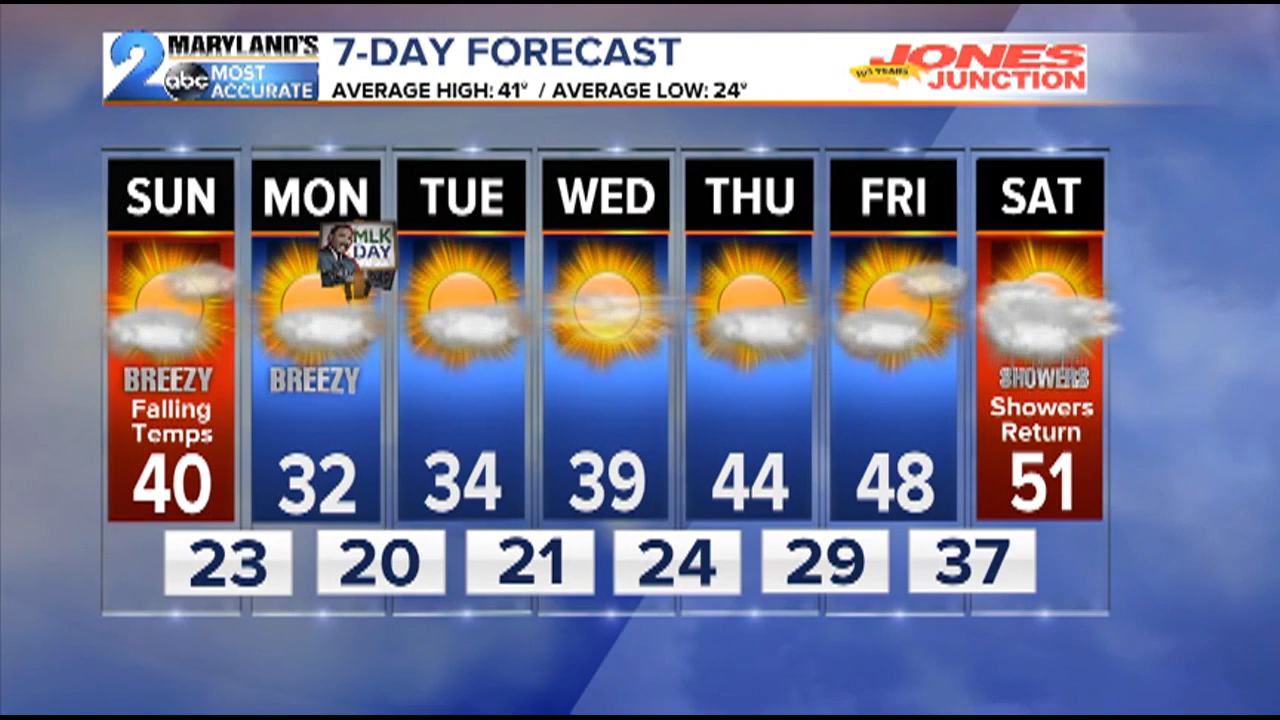 2
abc
MARYLAND'S
MOST
ACCURATE
7-DAY FORECAST
AVERAGE HIGH: 41° / AVERAGE LOW: 24°
JONES
JUNCTION
SUN
MON
TUE
WED
THU
FRI
SAT
MLK
DAY
BREEZY
BREEZY
SHOWERS
Falling
Temps
Showers
Return
40
32
34
39
44
48
51
23
20
21
24
29
37